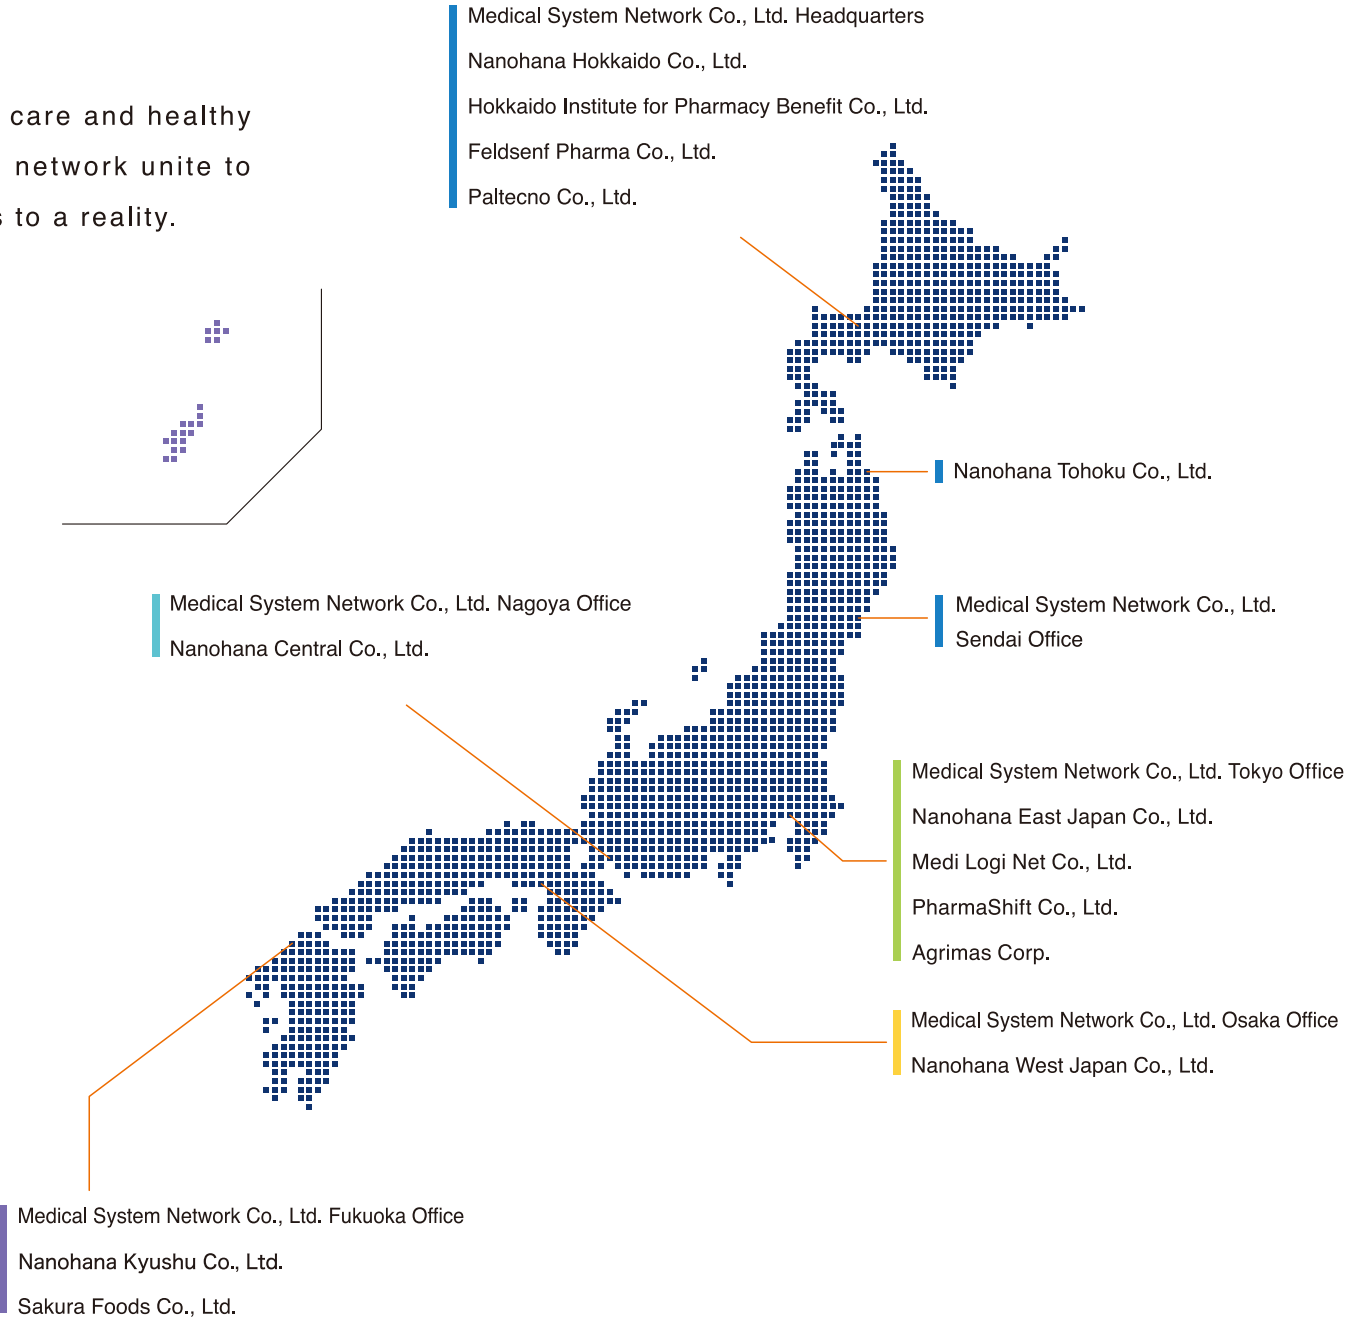 Medical System Network Co., Ltd. Headquarters
Nanohana Hokkaido Co., Ltd.
Hokkaido Institute for Pharmacy Benefit Co., Ltd.
Feldsenf Pharma Co., Ltd.
Paltecno Co., Ltd.
care and healthy
network unite to
to a reality.
Nanohana Tohoku Co., Ltd.
Medical System Network Co., Ltd. Nagoya Office
Nanohana Central Co., Ltd.
Medical System Network Co., Ltd.
Sendai Office
Medical System Network Co., Ltd. Tokyo Office
Nanohana East Japan Co., Ltd.
Medi Logi Net Co., Ltd.
PharmaShift Co., Ltd.
Agrimas Corp.
Medical System Network Co., Ltd. Osaka Office
Nanohana West Japan Co., Ltd.
Medical System Network Co., Ltd. Fukuoka Office
Nanohana Kyushu Co., Ltd.
Sakura Foods Co., Ltd.